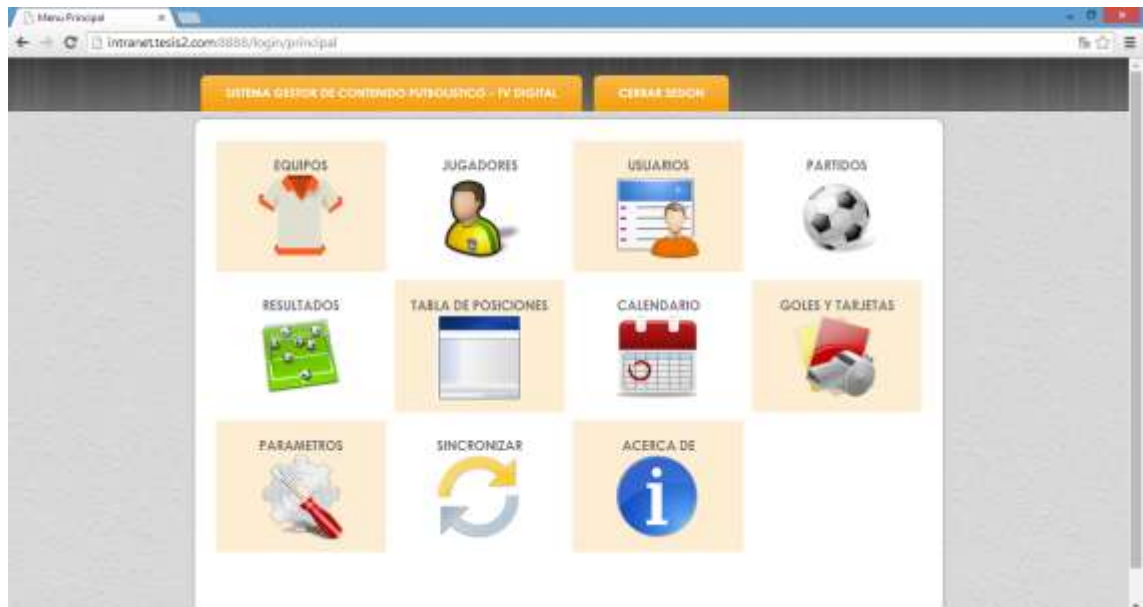 Menu Principal
intranet.tesis2.com:8888/login/principal
SISTEMA GESTOR DE CONTENIDO FUTBOLISTICO - TV DIGITAL
CERRAR SESION
EQUIPOS
JUGADORES
USUARIOS
PARTIDOS
RESULTADOS
TABLA DE POSICIONES
CALENDARIO
GOLES Y TARJETAS
PARAMETROS
SINCRONIZAR
ACERCA DE